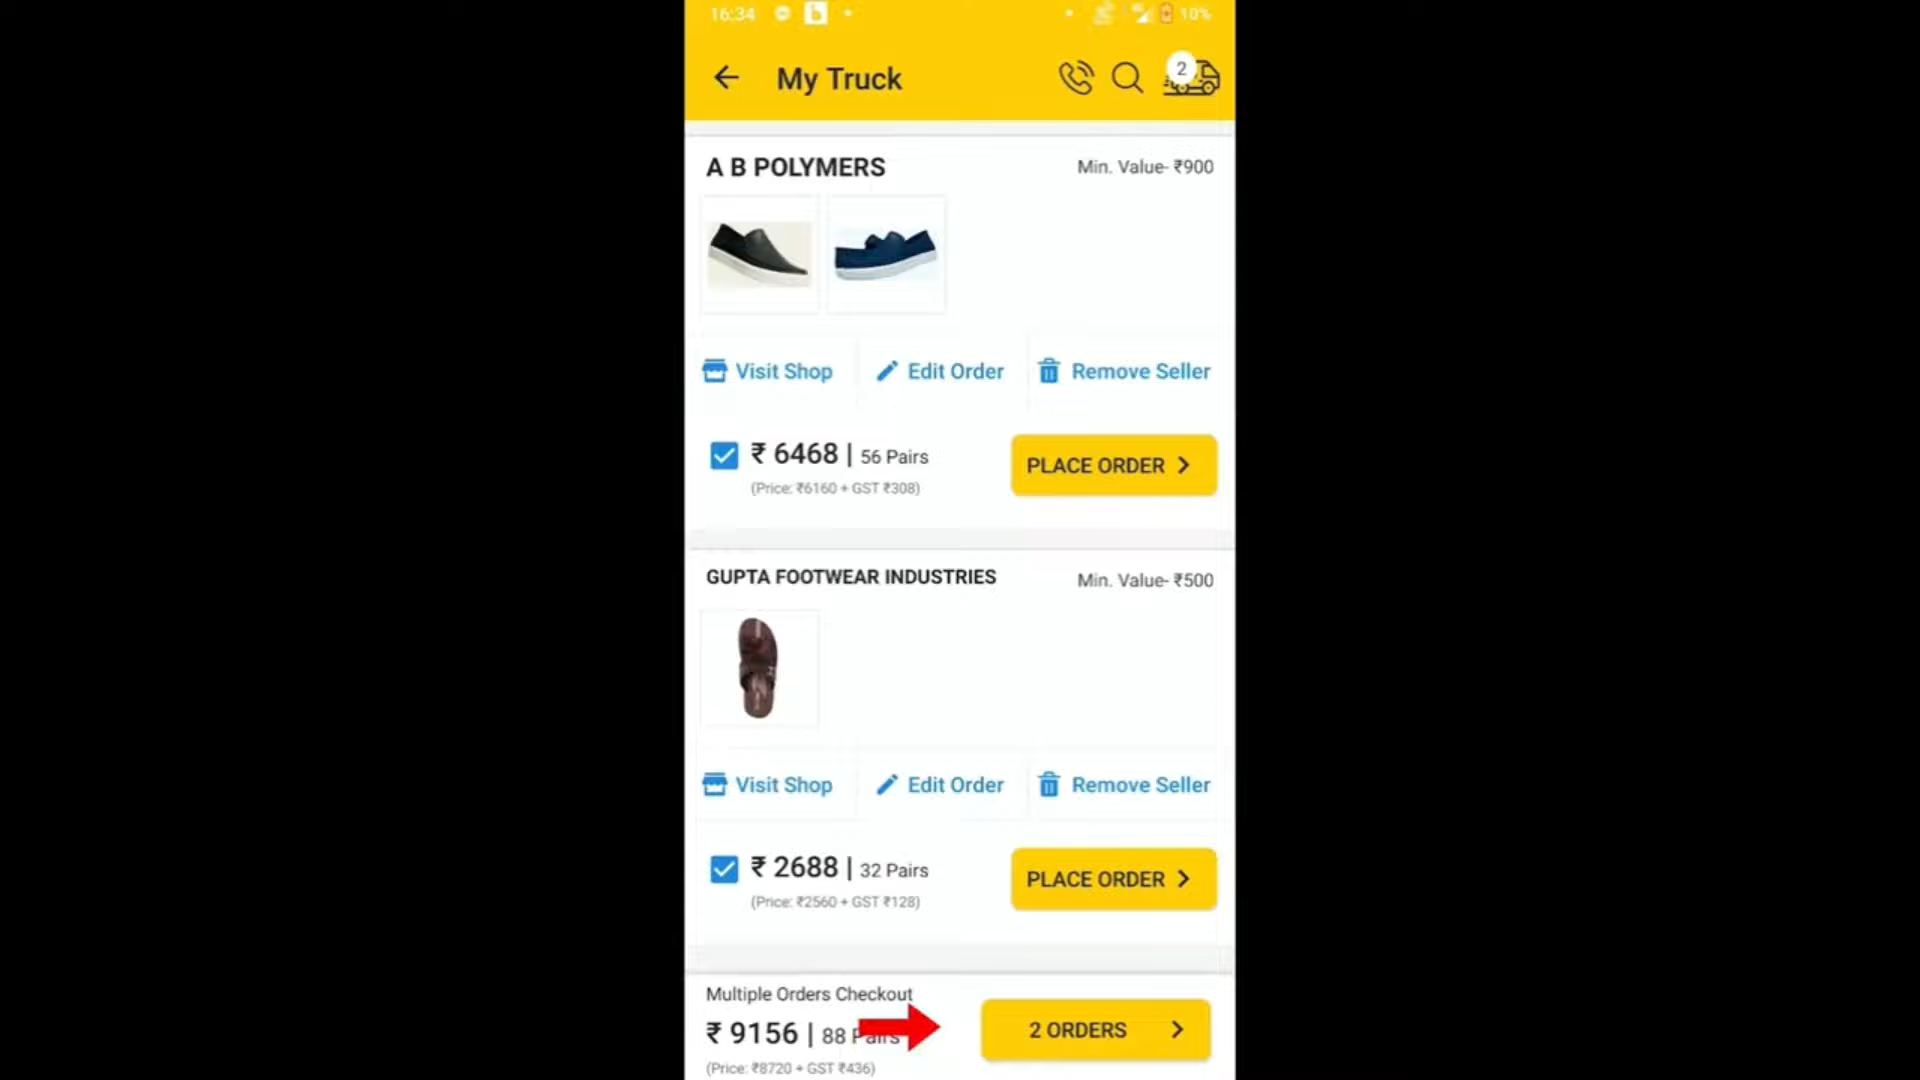 16:34
10%
My Truck
2
A B POLYMERS
Min. Value- ₹900
Visit Shop
Edit Order
Remove Seller
₹ 6468 | 56 Pairs
(Price: ₹6160 + GST ₹308)
PLACE ORDER
GUPTA FOOTWEAR INDUSTRIES
Min. Value- ₹500
Visit Shop
Edit Order
Remove Seller
₹ 2688 | 32 Pairs
(Price: ₹2560 + GST ₹128)
PLACE ORDER
Multiple Orders Checkout
₹ 9156 | 88 Pairs
(Price: ₹8720 + GST ₹436)
2 ORDERS